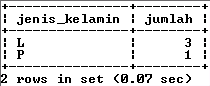 +---------------+--------+
| jenis_kelamin | jumlah |
+---------------+--------+
| L             |      3 |
| P             |      1 |
+---------------+--------+
2 rows in set (0.07 sec)